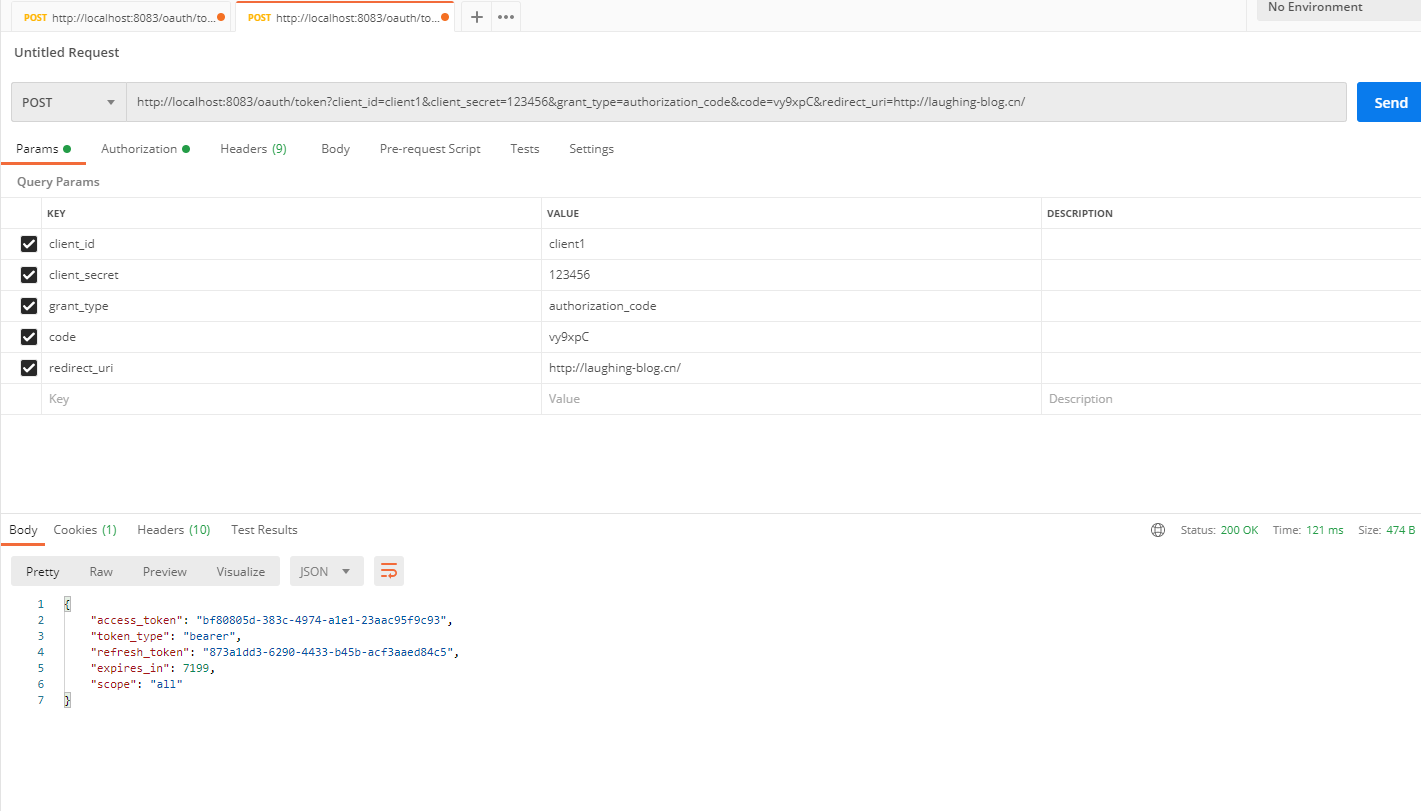 POST http://localhost:8083/oauth/to... POST http://localhost:8083/oauth/to... No Environment
Untitled Request
POST http://localhost:8083/oauth/token?client_id=client1&client_secret=123456&grant_type=authorization_code&code=vy9xpC&redirect_uri=http://laughing-blog.cn/ Send
Params Authorization Headers (9) Body Pre-request Script Tests Settings
Query Params
KEY VALUE DESCRIPTION
client_id client1
client_secret 123456
grant_type authorization_code
code vy9xpC
redirect_uri http://laughing-blog.cn/
Key Value Description
Body Cookies (1) Headers (10) Test Results Status: 200 OK Time: 121 ms Size: 474 B
Pretty Raw Preview Visualize JSON
1 {
2 "access_token": "bf80805d-383c-4974-a1e1-23aac95f9c93",
3 "token_type": "bearer",
4 "refresh_token": "873a1dd3-6290-4433-b45b-acf3aaed84c5",
5 "expires_in": 7199,
6 "scope": "all"
7 }